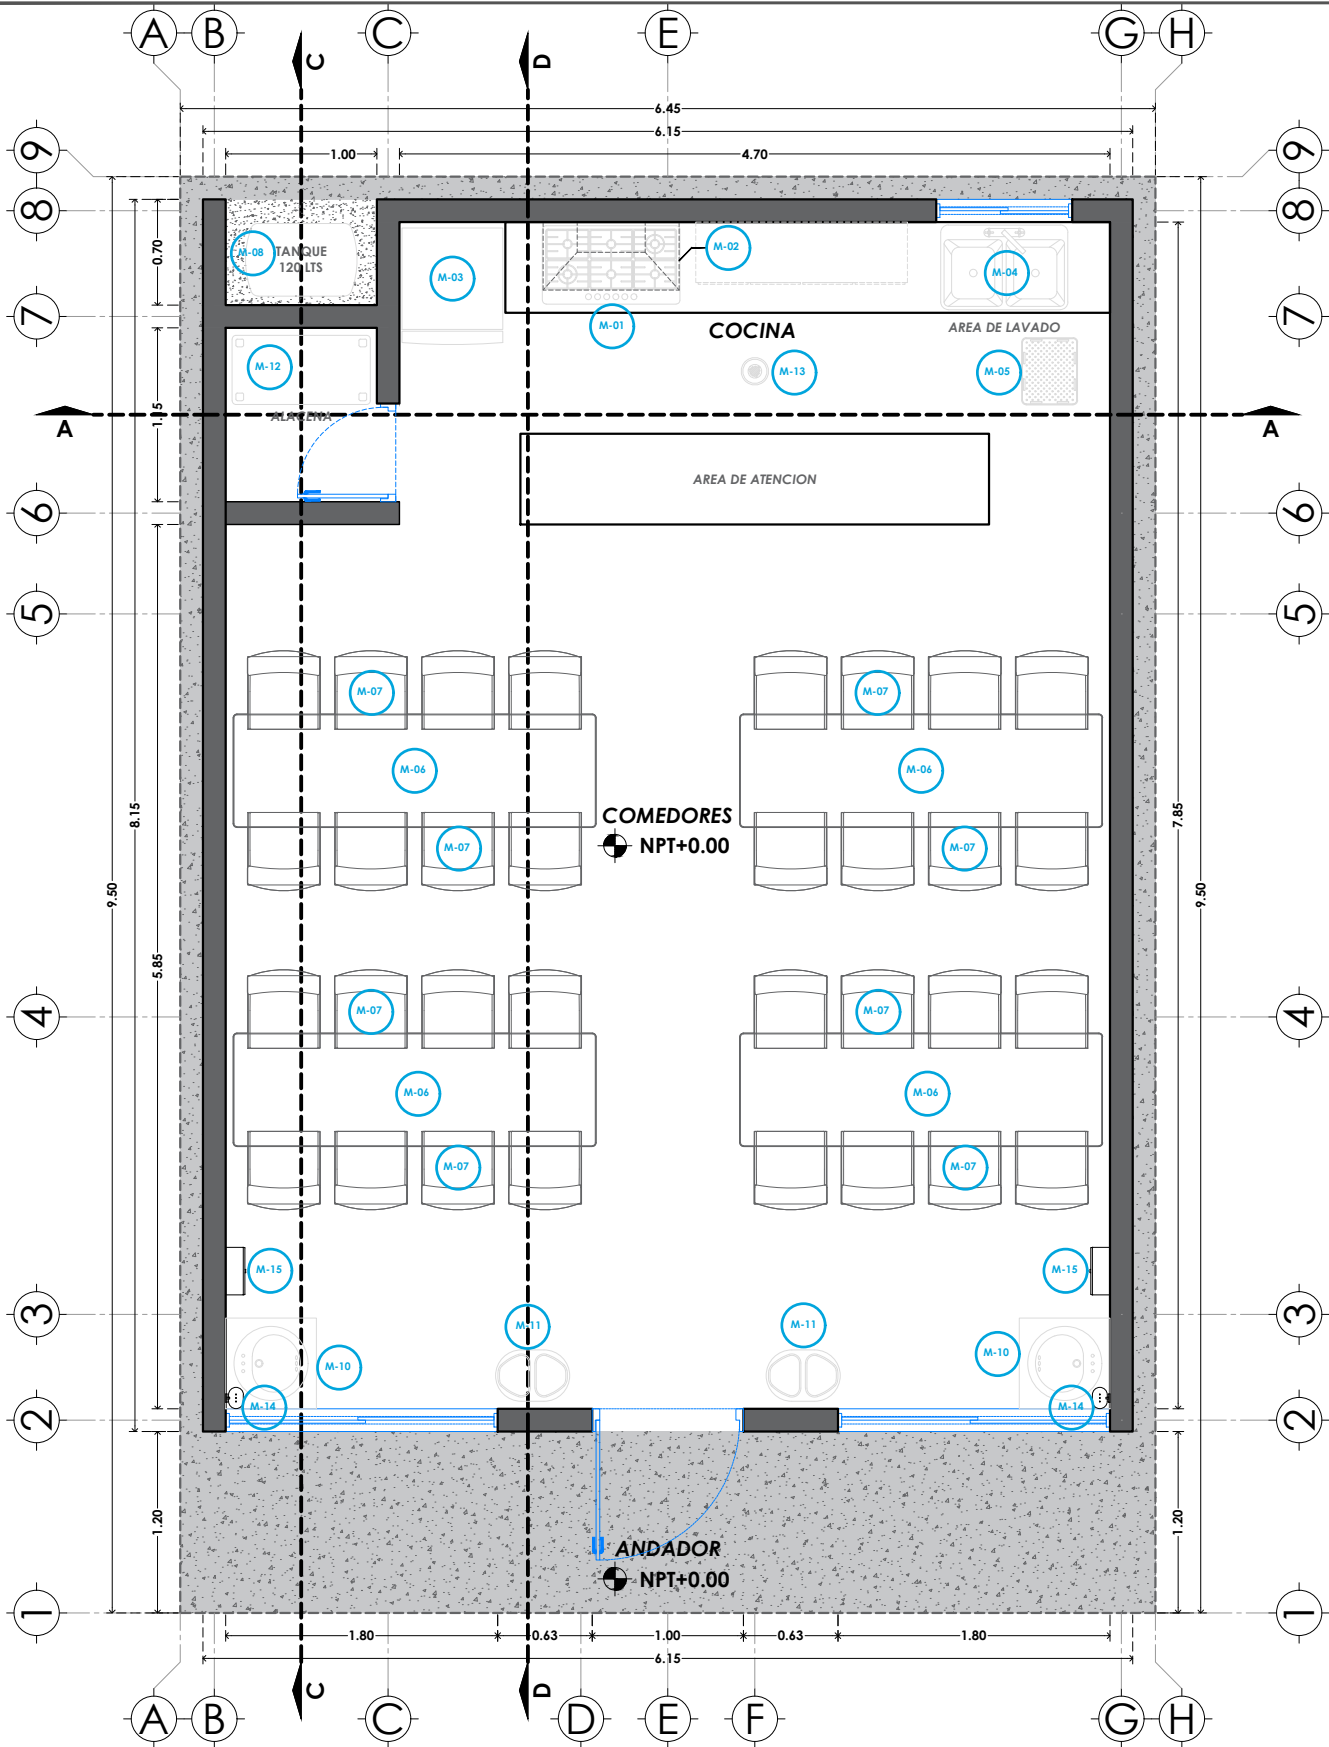 A B C E G H
C D
6.45
6.15
1.00 4.70
9 9
8 8
0.70
M-08 TANQUE
120 LTS
M-03
M-02
M-04
7 7
M-01
COCINA
AREA DE LAVADO
M-12
M-13
M-05
1.15
ALACENA
A A
AREA DE ATENCION
6 6
5 5
M-07 M-07
M-06 M-06
8.15
7.85
COMEDORES
NPT+0.00
M-07 M-07
9.50 9.50
5.85
4 4
M-07 M-07
M-06 M-06
M-07 M-07
M-15 M-15
3 3
M-11 M-11
M-10 M-10
M-14 M-14
2 2
1.20 1.20
ANDADOR
NPT+0.00
1 1
1.80 0.63 1.00 0.63 1.80
6.15
C D
A B C D E F G H